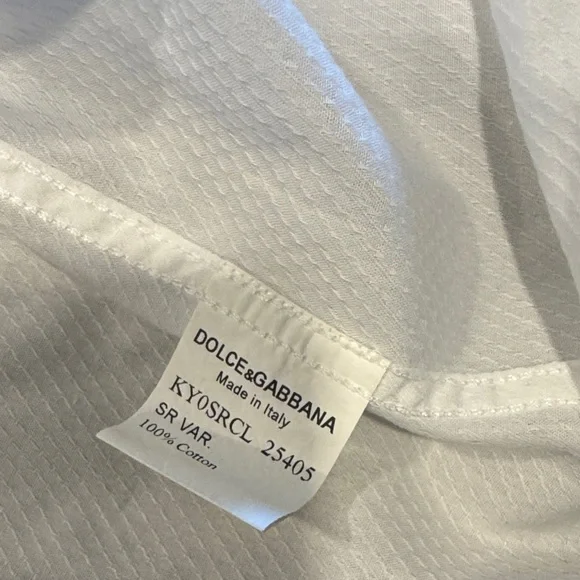 DOLCE&GABBANA
Made in Italy
KY0SRCL 25405
SR VAR.
100% Cotton